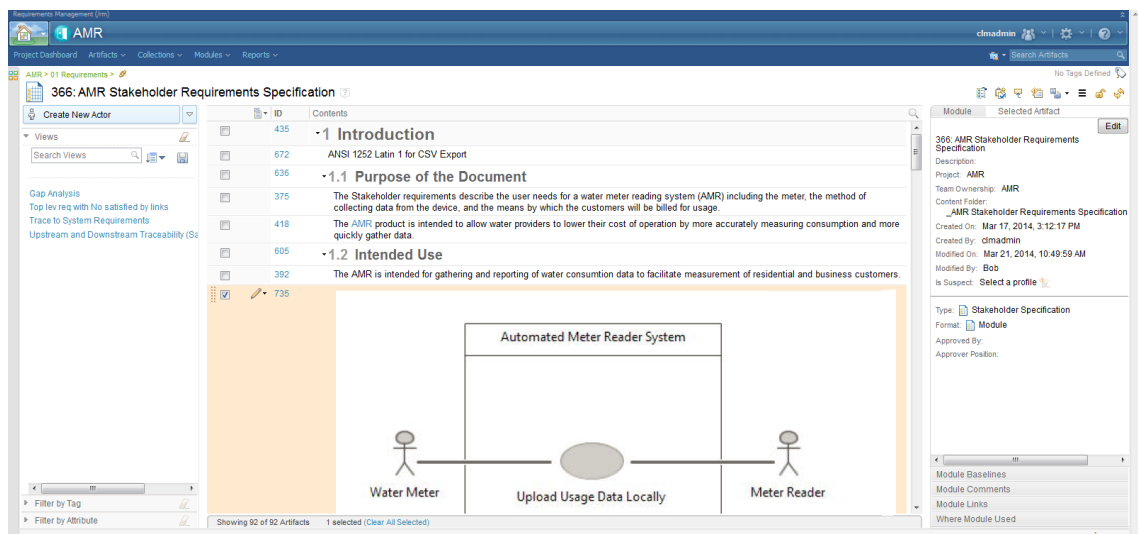 Requirements Management (/rm)
AMR
clmadmin
Project Dashboard Artifacts Collections Modules Reports
Search Artifacts
AMR > 01 Requirements >
No Tags Defined
366: AMR Stakeholder Requirements Specification
Create New Actor
Views
Search Views
Gap Analysis
Top lev req with No satisfied by links
Trace to System Requirements
Upstream and Downstream Traceability (Sa
Filter by Tag
Filter by Attribute
ID Contents
435 1 Introduction
672 ANSI 1252 Latin 1 for CSV Export
636 1.1 Purpose of the Document
375 The Stakeholder requirements describe the user needs for a water meter reading system (AMR) including the meter, the method of
collecting data from the device, and the means by which the customers will be billed for usage.
418 The AMR product is intended to allow water providers to lower their cost of operation by more accurately measuring consumption and more
quickly gather data.
605 1.2 Intended Use
392 The AMR is intended for gathering and reporting of water consumtion data to facilitate measurement of residential and business customers.
735
Automated Meter Reader System
Water Meter
Upload Usage Data Locally
Meter Reader
Showing 92 of 92 Artifacts 1 selected (Clear All Selected)
Module Selected Artifact
Edit
366: AMR Stakeholder Requirements
Specification
Description:
Project: AMR
Team Ownership: AMR
Content Folder:
_AMR Stakeholder Requirements Specification
Created On: Mar 17, 2014, 3:12:17 PM
Created By: clmadmin
Modified On: Mar 21, 2014, 10:49:59 AM
Modified By: Bob
Is Suspect: Select a profile
Type: Stakeholder Specification
Format: Module
Approved By:
Approver Position:
Module Baselines
Module Comments
Module Links
Where Module Used